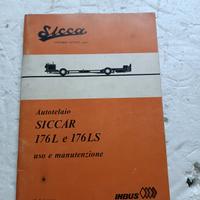 Sicca
Autotelaio
SICCAR
176L e 176LS
uso e manutenzione
INBUS